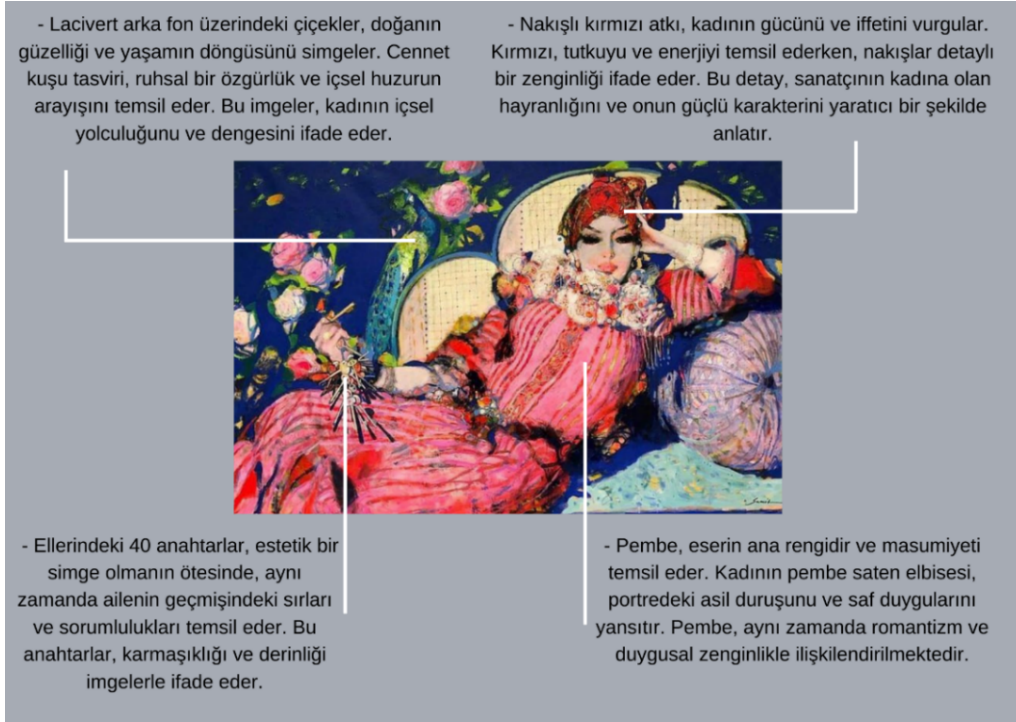 - Lacivert arka fon üzerindeki çiçekler, doğanın
güzelliği ve yaşamın döngüsünü simgeler. Cennet
kuşu tasviri, ruhsal bir özgürlük ve içsel huzurun
arayışını temsil eder. Bu imgeler, kadının içsel
yolculuğunu ve dengesini ifade eder.
- Nakışlı kırmızı atkı, kadının gücünü ve iffetini vurgular.
Kırmızı, tutkuyu ve enerjiyi temsil ederken, nakışlar detaylı
bir zenginliği ifade eder. Bu detay, sanatçının kadına olan
hayranlığını ve onun güçlü karakterini yaratıcı bir şekilde
anlatır.
- Ellerindeki 40 anahtarlar, estetik bir
simge olmanın ötesinde, aynı
zamanda ailenin geçmişindeki sırları
ve sorumlulukları temsil eder. Bu
anahtarlar, karmaşıklığı ve derinliği
imgelerle ifade eder.
- Pembe, eserin ana rengidir ve masumiyeti
temsil eder. Kadının pembe saten elbisesi,
portredeki asil duruşunu ve saf duygularını
yansıtır. Pembe, aynı zamanda romantizm ve
duygusal zenginlikle ilişkilendirilmektedir.